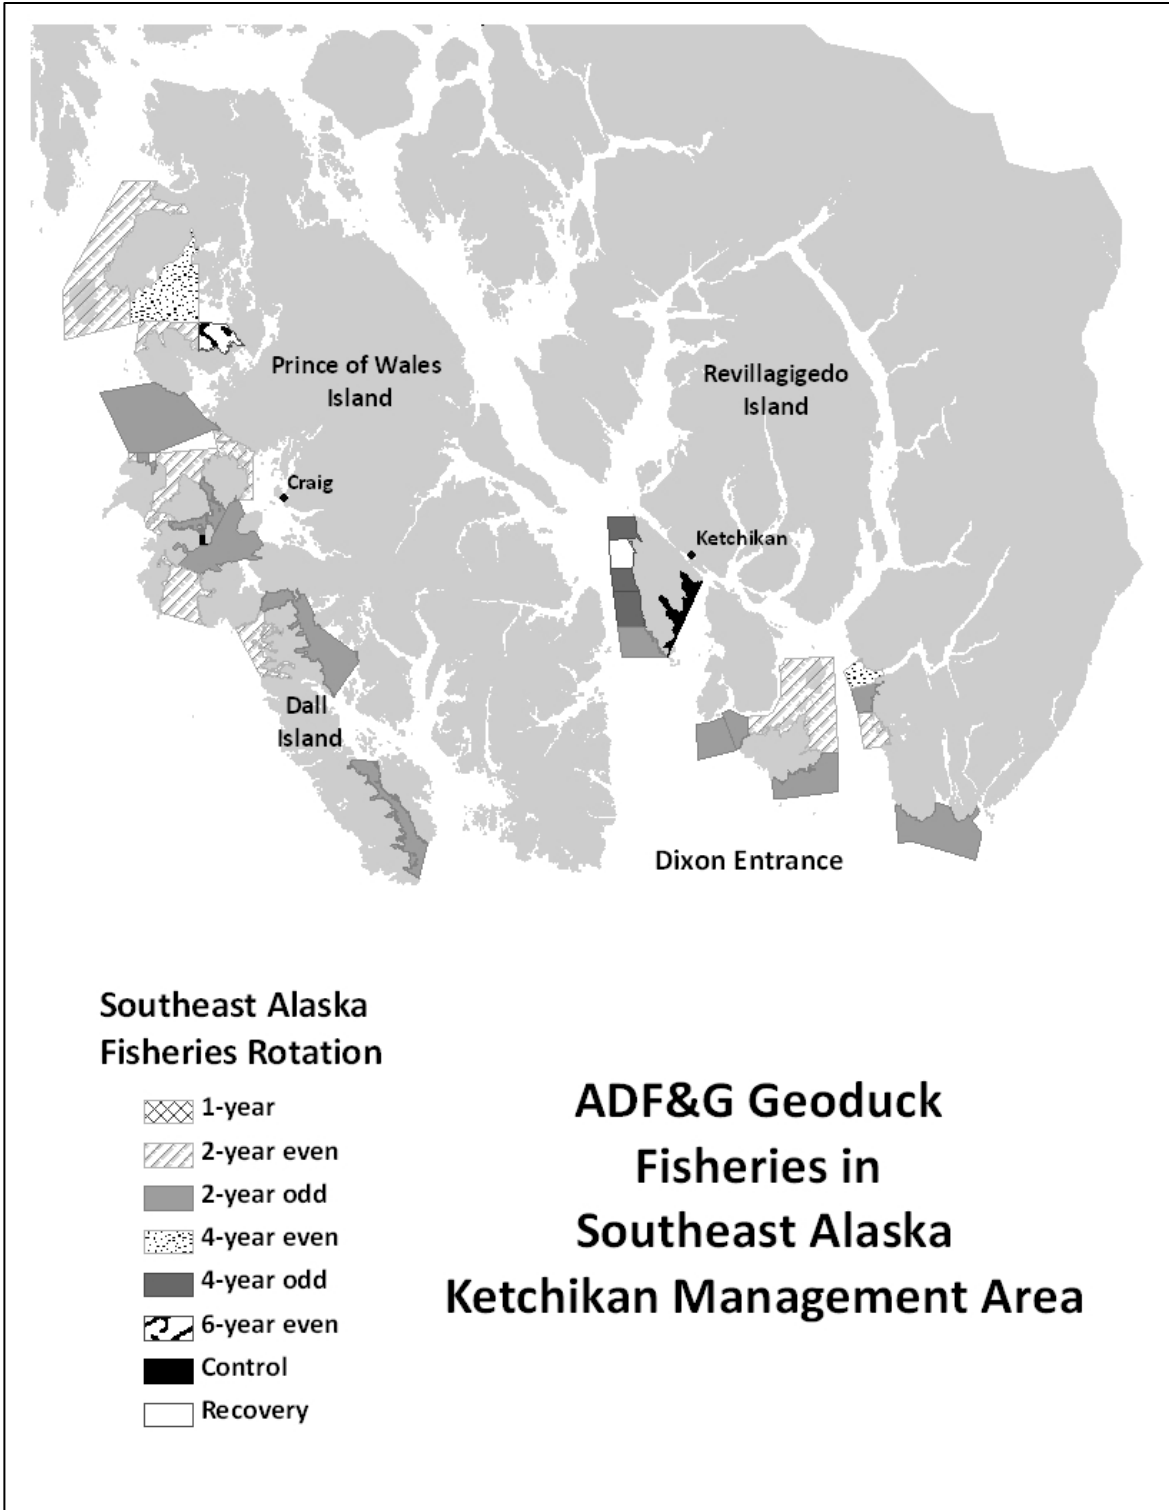 Prince of Wales
Island
Revillagigedo
Island
Craig
Ketchikan
Dall
Island
Dixon Entrance
Southeast Alaska
Fisheries Rotation
1-year
2-year even
2-year odd
4-year even
4-year odd
6-year even
Control
Recovery
ADF&G Geoduck
Fisheries in
Southeast Alaska
Ketchikan Management Area